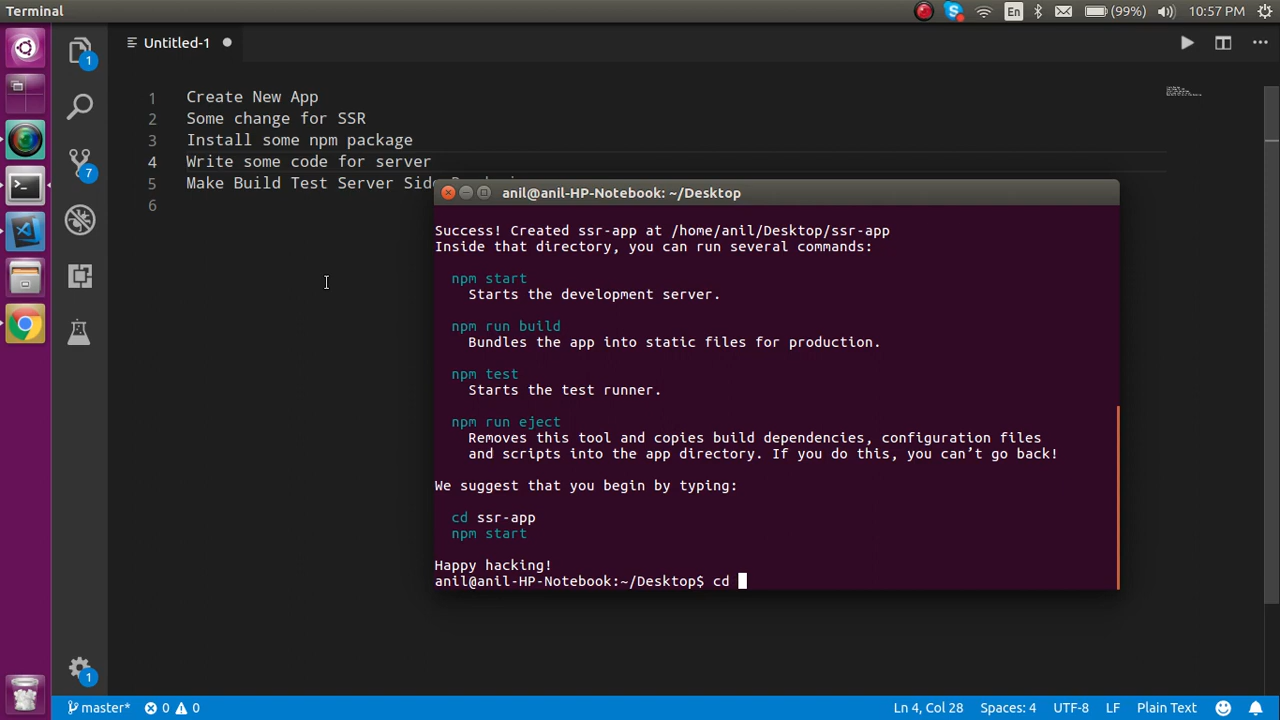 Terminal
En
(99%)
10:57 PM
1
Untitled-1
1 Create New App
2 Some change for SSR
3 Install some npm package
4 Write some code for server
5 Make Build Test Server Side
6
7
anil@anil-HP-Notebook: ~/Desktop
Success! Created ssr-app at /home/anil/Desktop/ssr-app
Inside that directory, you can run several commands:
npm start
Starts the development server.
npm run build
Bundles the app into static files for production.
npm test
Starts the test runner.
npm run eject
Removes this tool and copies build dependencies, configuration files
and scripts into the app directory. If you do this, you can’t go back!
We suggest that you begin by typing:
cd ssr-app
npm start
Happy hacking!
anil@anil-HP-Notebook:~/Desktop$ cd
1
master*
0
0
Ln 4, Col 28
Spaces: 4
UTF-8
LF
Plain Text